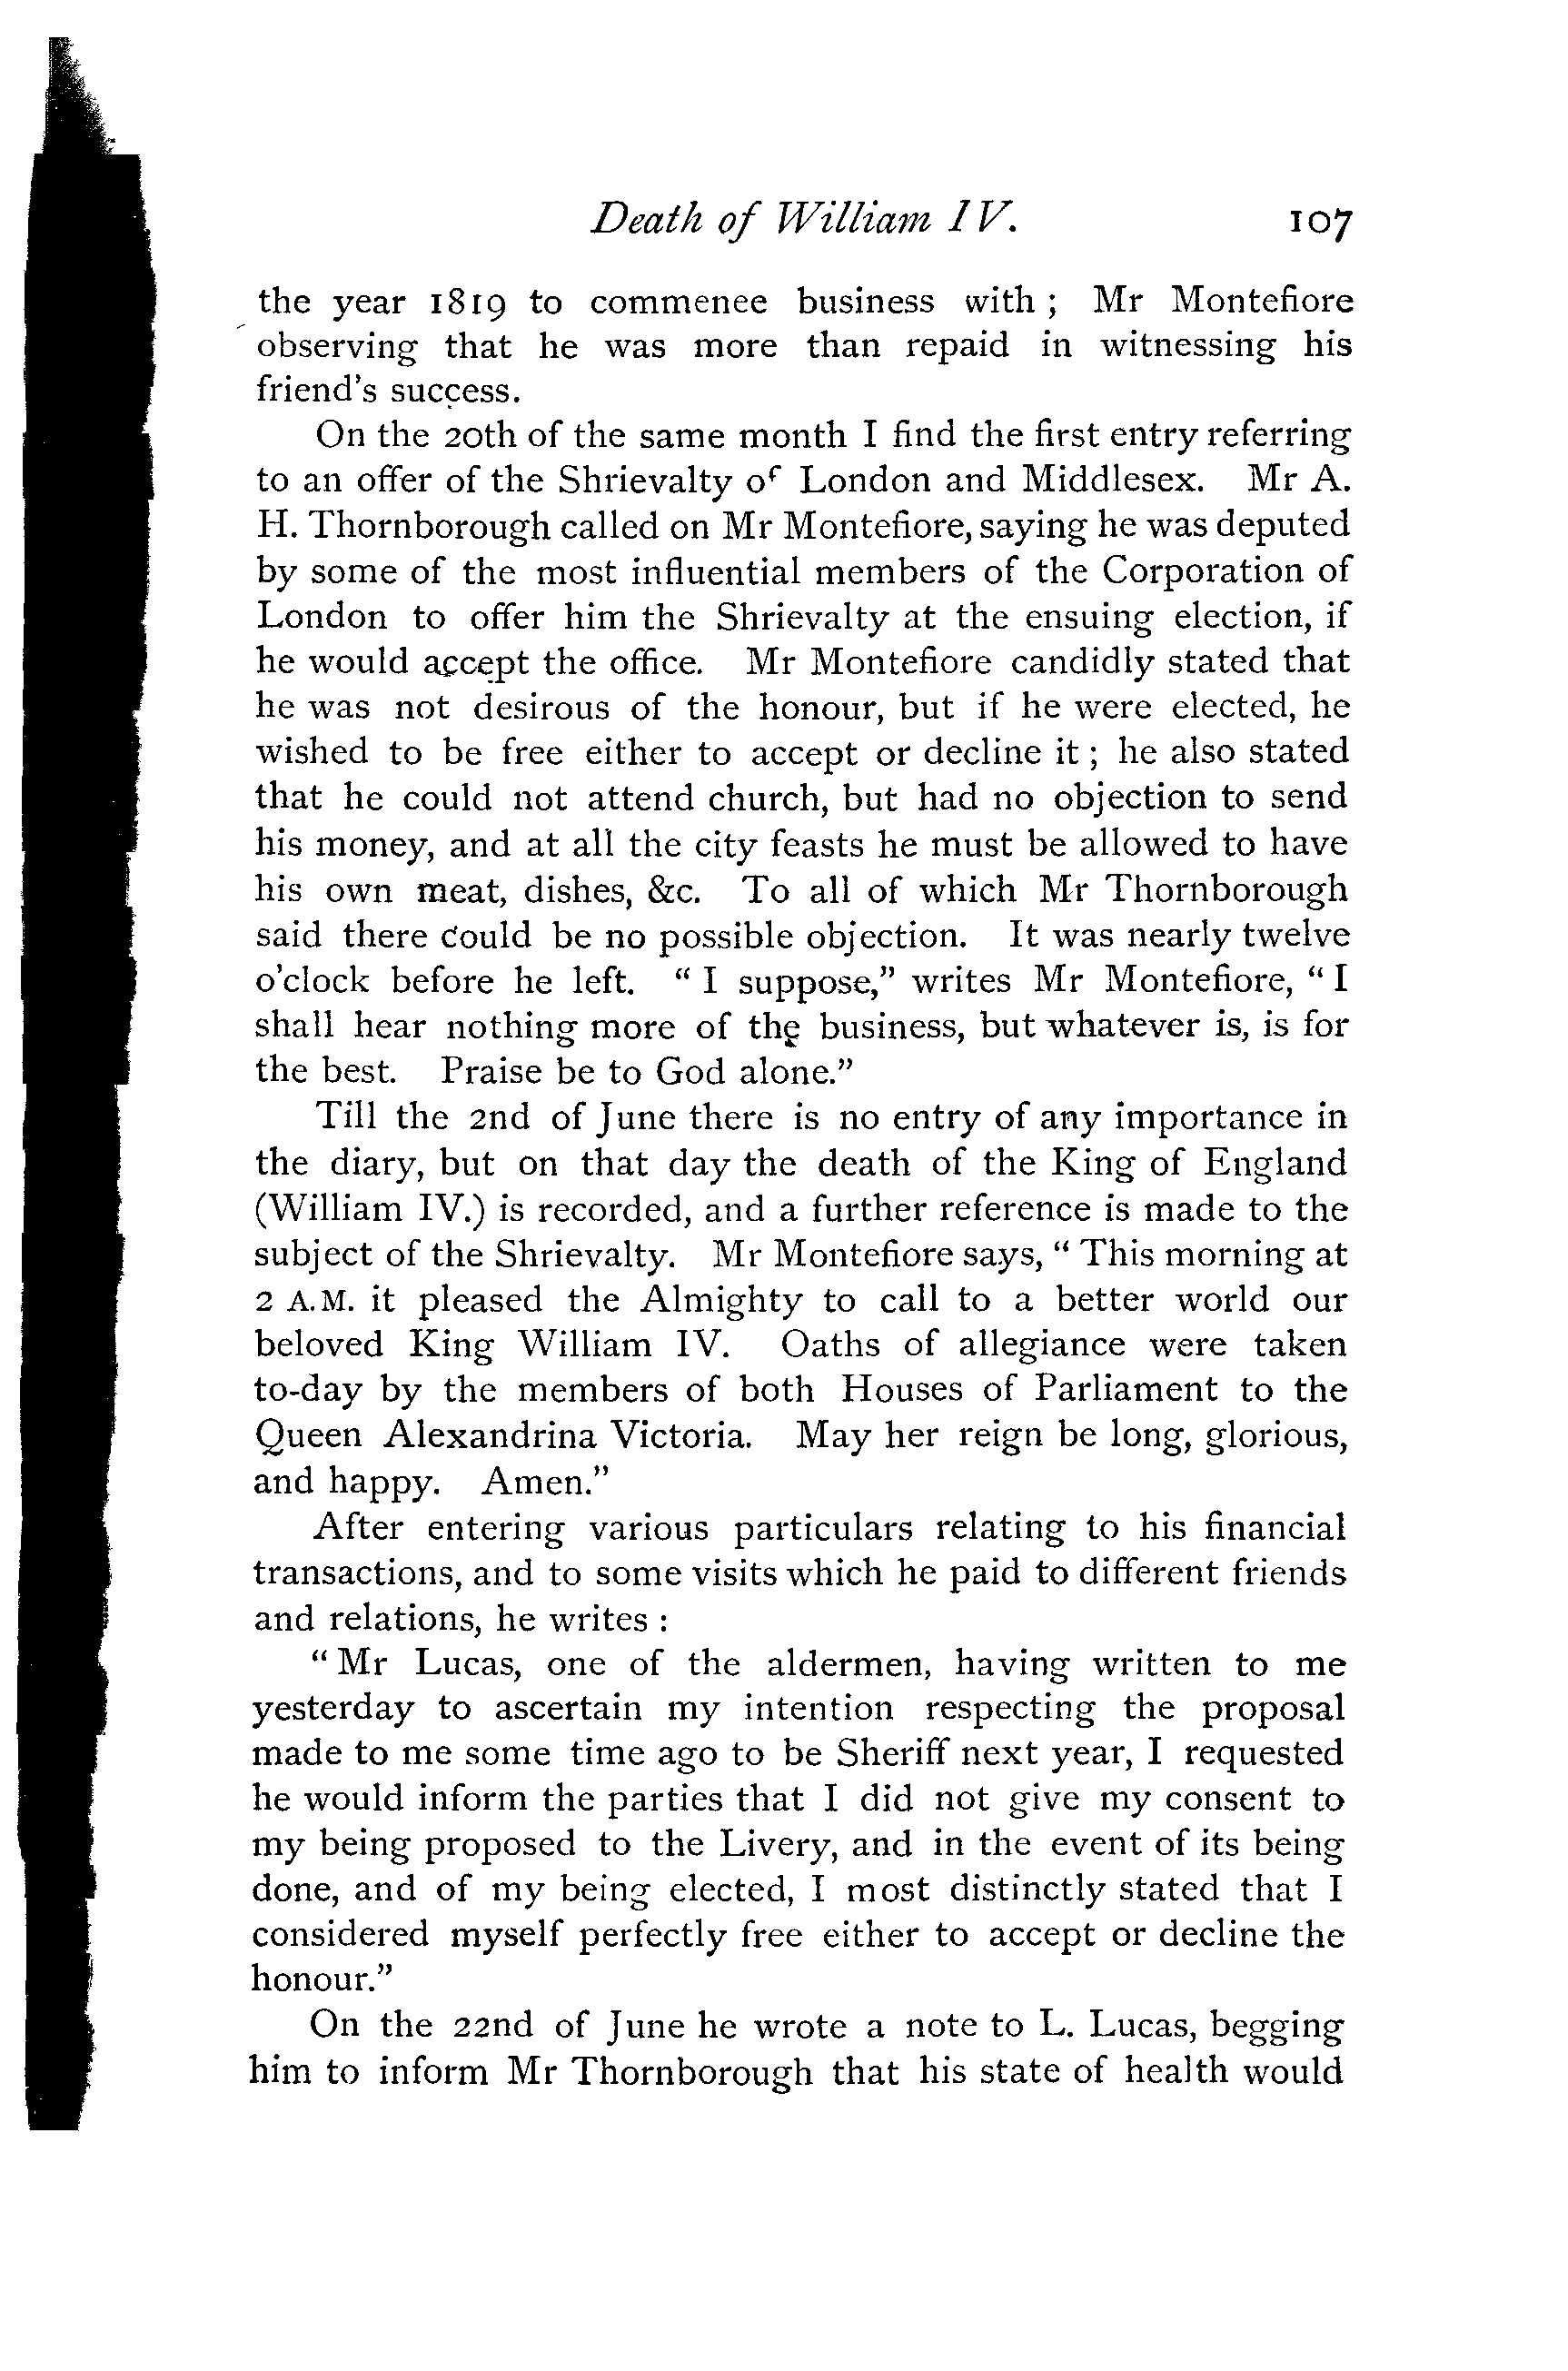 Death of William IV. 107
the year 1819 to commenee business with ; Mr Montefiore
observing that he was more than repaid in witnessing his
friend's success.
On the 20th of the same month I find the first entry referring
to an offer of the Shrievalty of London and Middlesex. Mr A.
H. Thornborough called on Mr Montefiore, saying he was deputed
by some of the most influential members of the Corporation of
London to offer him the Shrievalty at the ensuing election, if
he would accept the office. Mr Montefiore candidly stated that
he was not desirous of the honour, but if he were elected, he
wished to be free either to accept or decline it ; he also stated
that he could not attend church, but had no objection to send
his money, and at all the city feasts he must be allowed to have
his own meat, dishes, &c. To all of which Mr Thornborough
said there could be no possible objection. It was nearly twelve
o'clock before he left. " I suppose," writes Mr Montefiore, " I
shall hear nothing more of the business, but whatever is, is for
the best. Praise be to God alone."
Till the 2nd of June there is no entry of any importance in
the diary, but on that day the death of the King of England
(William IV.) is recorded, and a further reference is made to the
subject of the Shrievalty. Mr Montefiore says, " This morning at
2 A.M. it pleased the Almighty to call to a better world our
beloved King William IV. Oaths of allegiance were taken
to-day by the members of both Houses of Parliament to the
Queen Alexandrina Victoria. May her reign be long, glorious,
and happy. Amen."
After entering various particulars relating to his financial
transactions, and to some visits which he paid to different friends
and relations, he writes :
" Mr Lucas, one of the aldermen, having written to me
yesterday to ascertain my intention respecting the proposal
made to me some time ago to be Sheriff next year, I requested
he would inform the parties that I did not give my consent to
my being proposed to the Livery, and in the event of its being
done, and of my being elected, I most distinctly stated that I
considered myself perfectly free either to accept or decline the
honour."
On the 22nd of June he wrote a note to L. Lucas, begging
him to inform Mr Thornborough that his state of health would